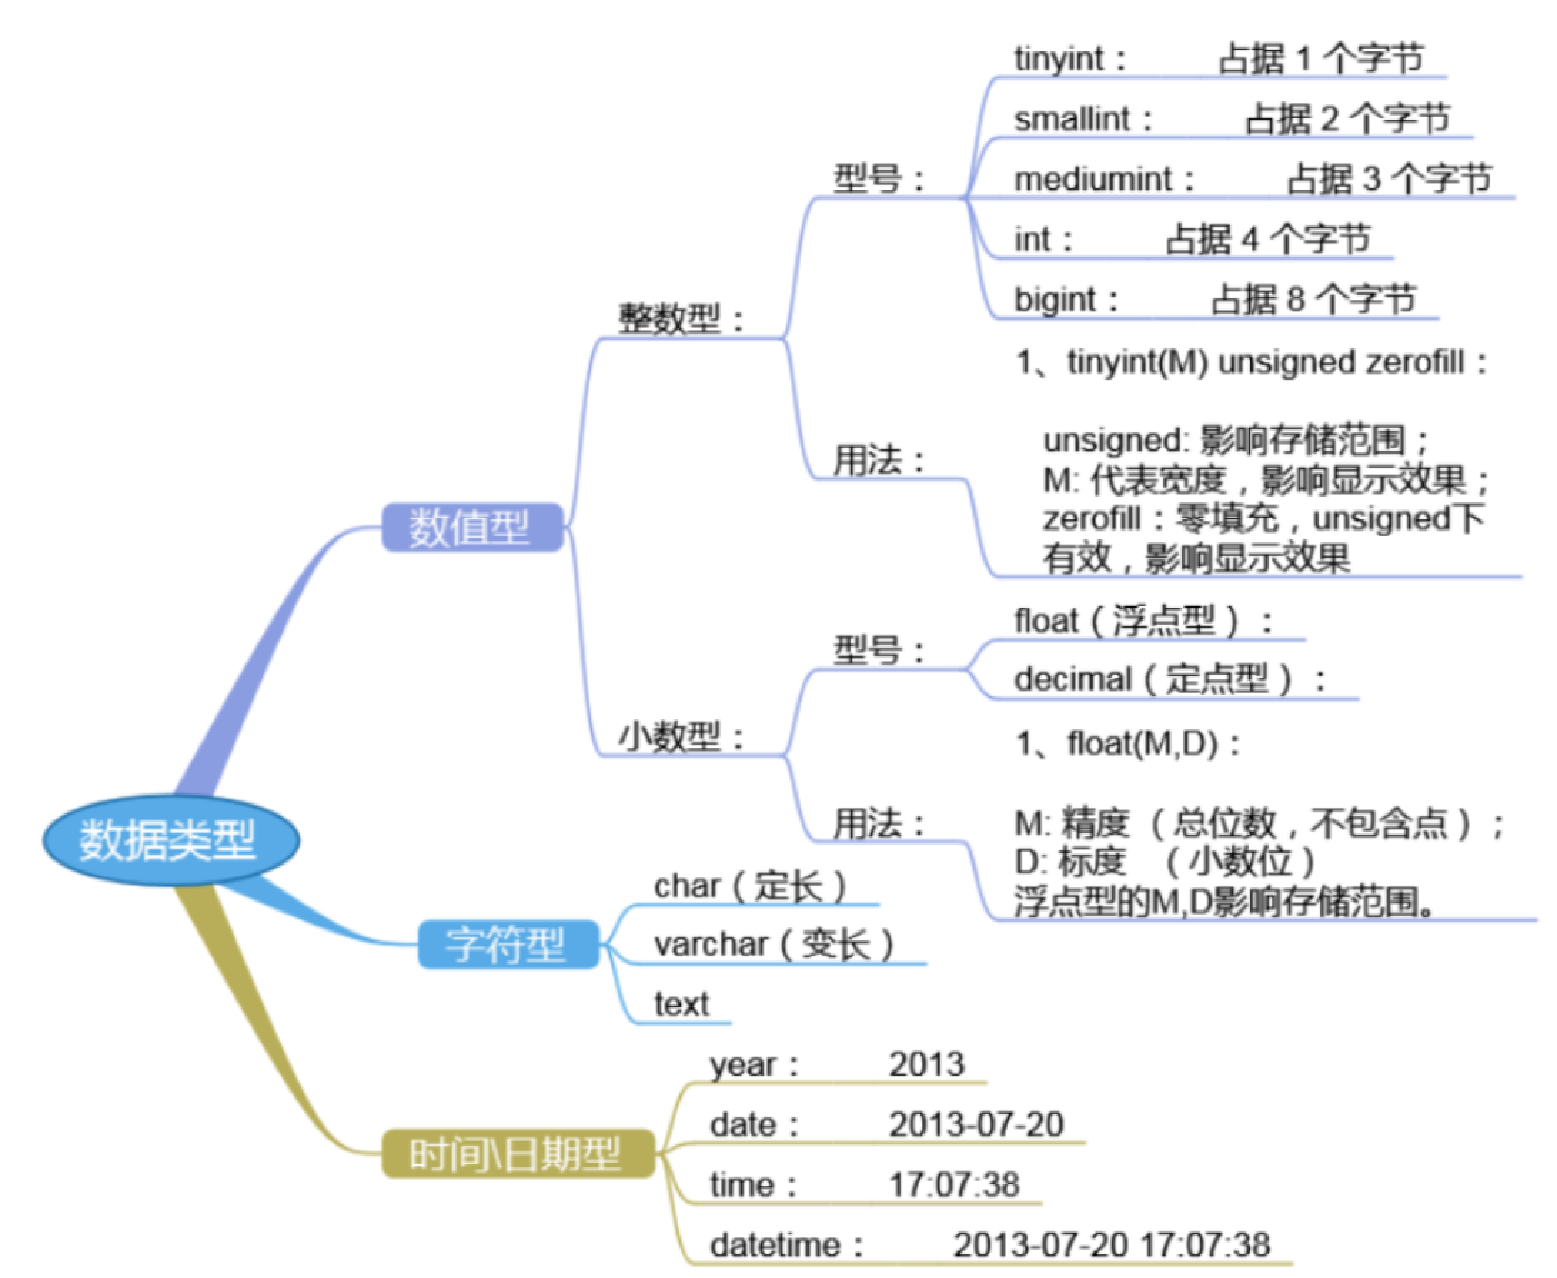 数据类型
数值型
整数型：
型号：
tinyint： 占据 1 个字节
smallint： 占据 2 个字节
mediumint： 占据 3 个字节
int： 占据 4 个字节
bigint： 占据 8 个字节
用法：
1、tinyint(M) unsigned zerofill：
unsigned: 影响存储范围；
M: 代表宽度，影响显示效果；
zerofill：零填充，unsigned下
有效，影响显示效果
小数型：
型号：
float（浮点型）：
decimal（定点型）：
用法：
1、float(M,D)：
M: 精度 （总位数，不包含点）；
D: 标度 （小数位）
浮点型的M,D影响存储范围。
字符型
char（定长）
varchar（变长）
text
时间\日期型
year： 2013
date： 2013-07-20
time： 17:07:38
datetime： 2013-07-20 17:07:38